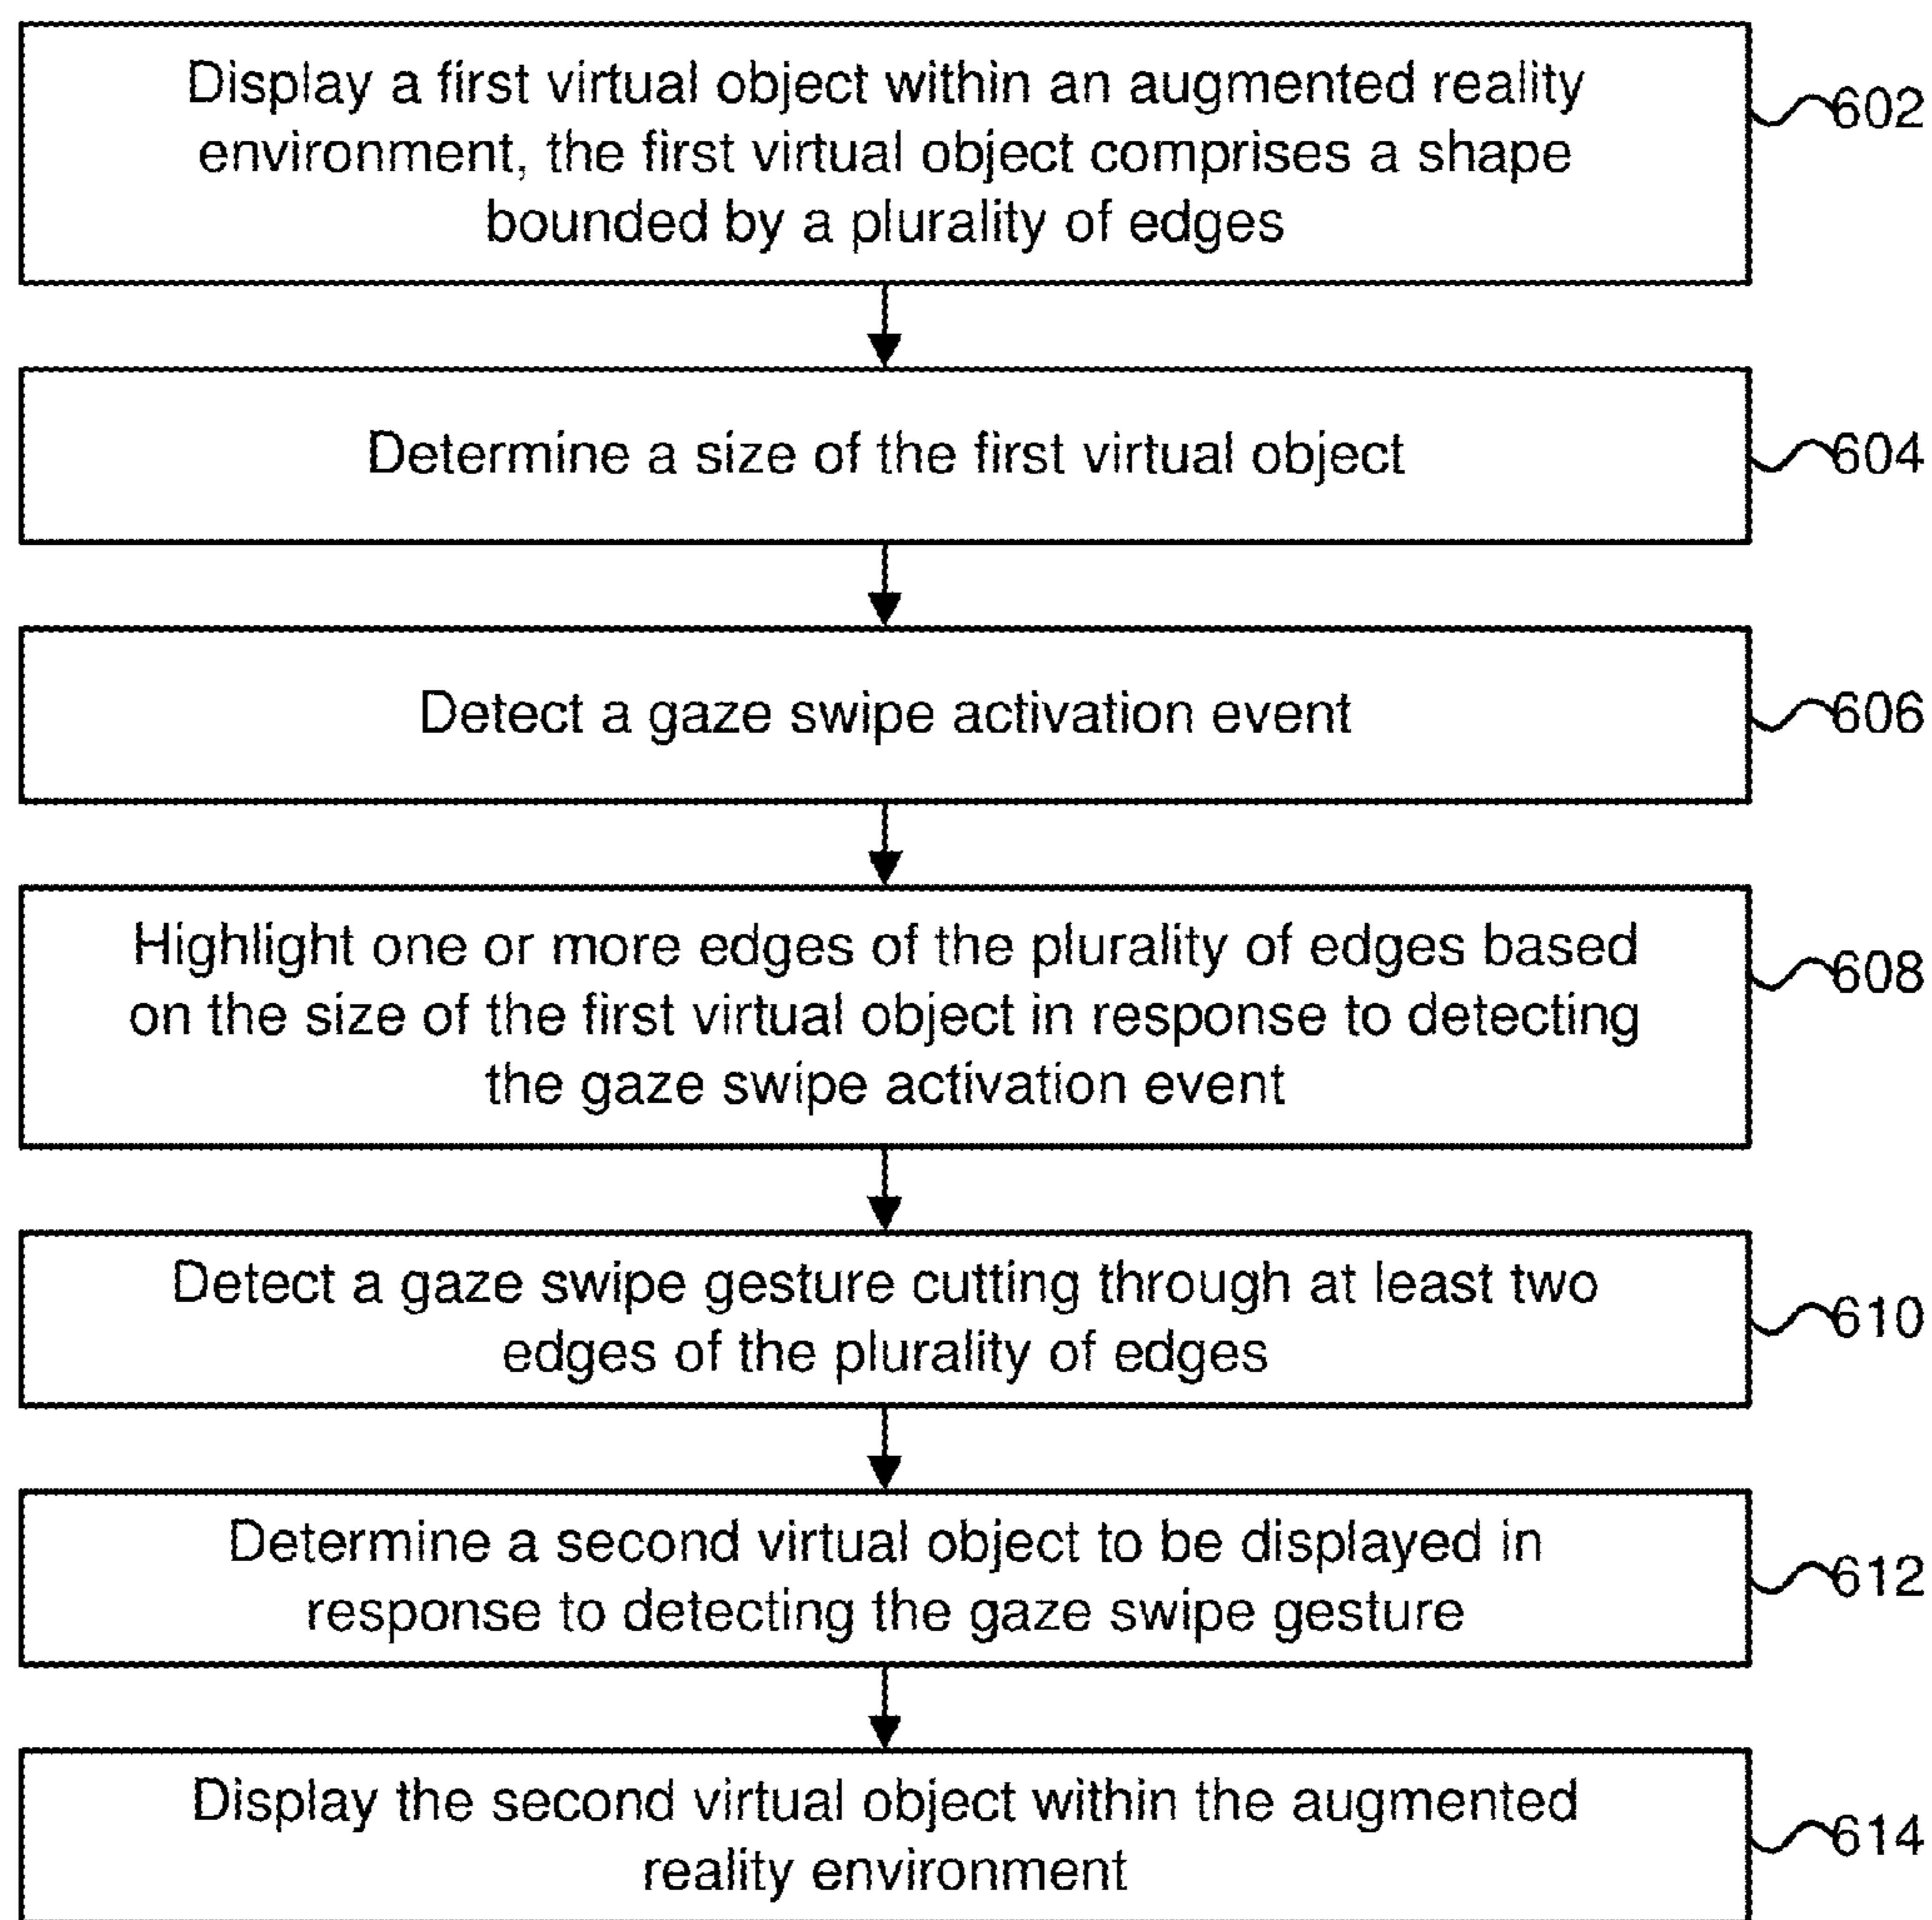 Display a first virtual object within an augmented reality
environment, the first virtual object comprises a shape
bounded by a plurality of edges
602
Determine a size of the first virtual object
604
Detect a gaze swipe activation event
606
Highlight one or more edges of the plurality of edges based
on the size of the first virtual object in response to detecting
the gaze swipe activation event
608
Detect a gaze swipe gesture cutting through at least two
edges of the plurality of edges
610
Determine a second virtual object to be displayed in
response to detecting the gaze swipe gesture
612
Display the second virtual object within the augmented
reality environment
614